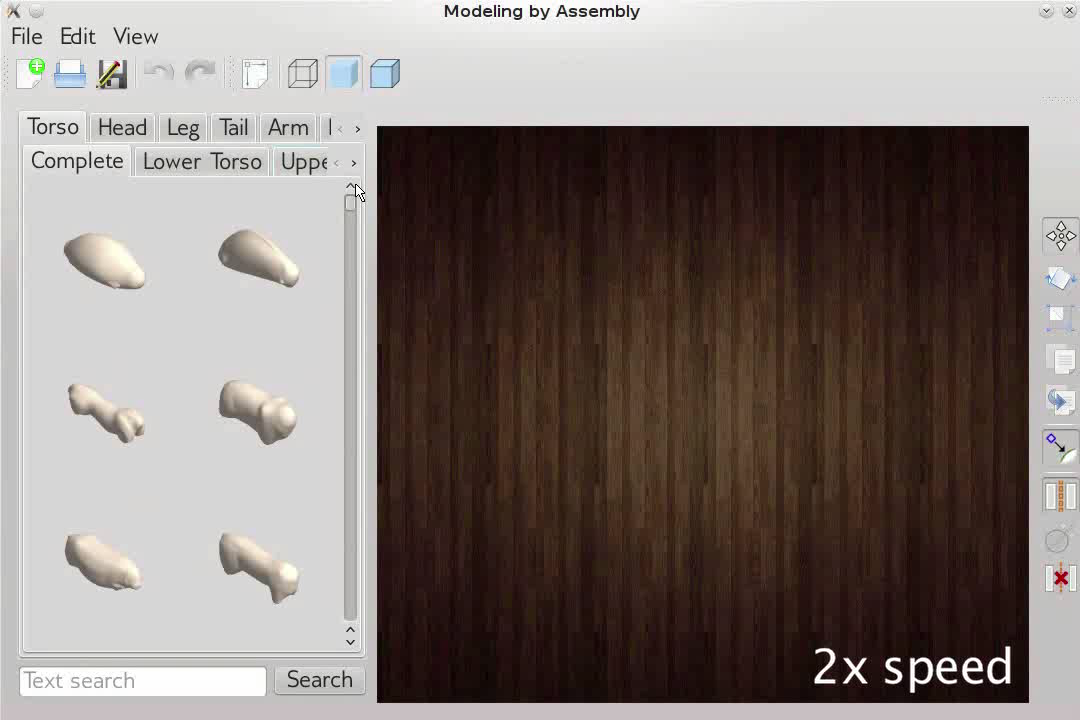 Modeling by Assembly
File Edit View
Torso Head Leg Tail Arm
Complete Lower Torso Uppe
Text search Search
2x speed